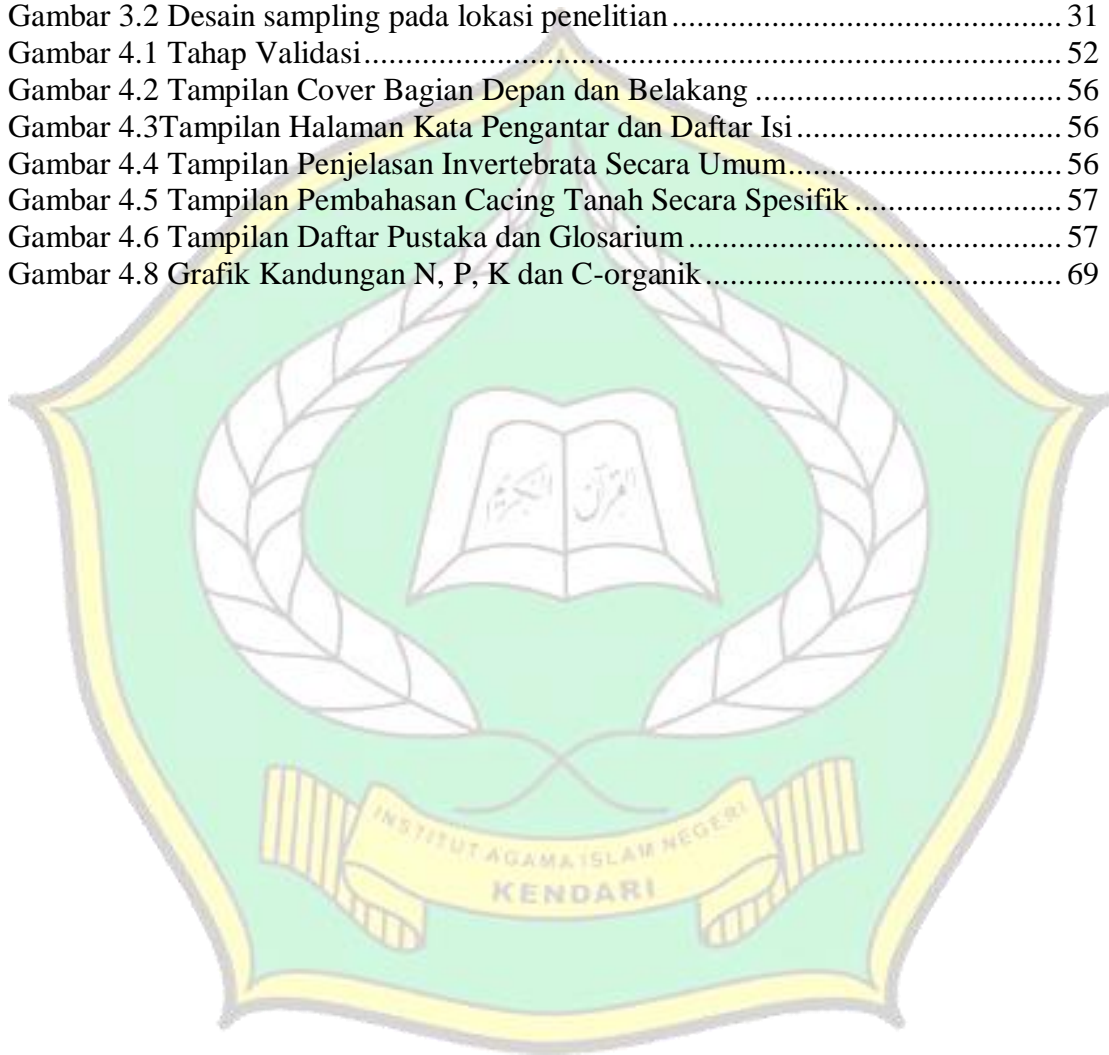 Gambar 3.2 Desain sampling pada lokasi penelitian ................................................ 31
Gambar 4.1 Tahap Validasi ..................................................................................... 52
Gambar 4.2 Tampilan Cover Bagian Depan dan Belakang ..................................... 56
Gambar 4.3Tampilan Halaman Kata Pengantar dan Daftar Isi ................................ 56
Gambar 4.4 Tampilan Penjelasan Invertebrata Secara Umum................................. 56
Gambar 4.5 Tampilan Pembahasan Cacing Tanah Secara Spesifik ......................... 57
Gambar 4.6 Tampilan Daftar Pustaka dan Glosarium ............................................. 57
Gambar 4.8 Grafik Kandungan N, P, K dan C-organik ........................................... 69
القرآن الكريم
INSTITUT AGAMA ISLAM NEGERI
KENDARI